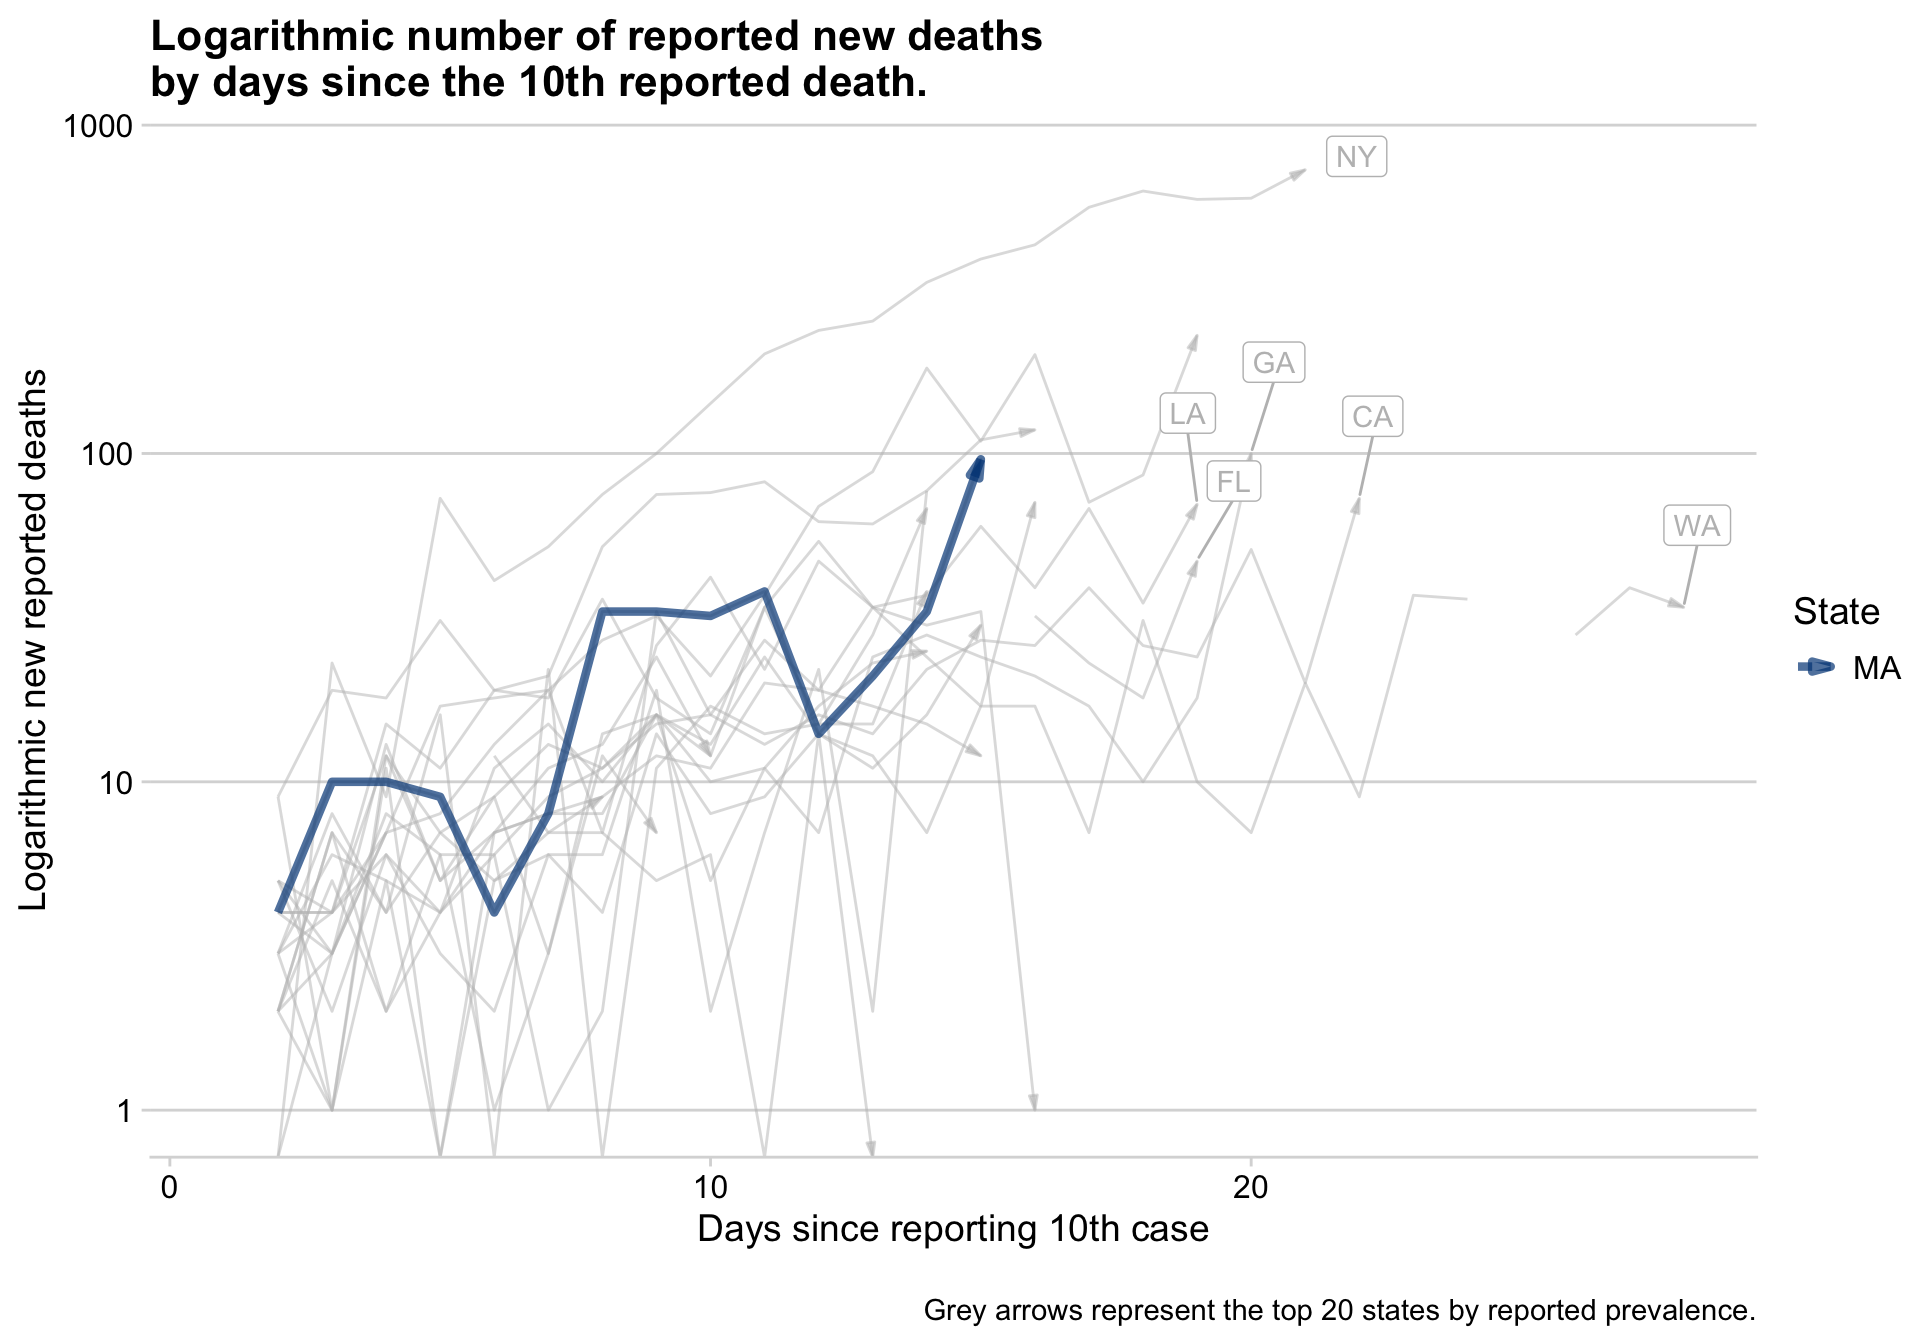 Logarithmic number of reported new deaths
by days since the 10th reported death.
1000
100
10
1
Logarithmic new reported deaths
NY
GA
LA
CA
FL
WA
State
MA
0
10
20
Days since reporting 10th case
Grey arrows represent the top 20 states by reported prevalence.